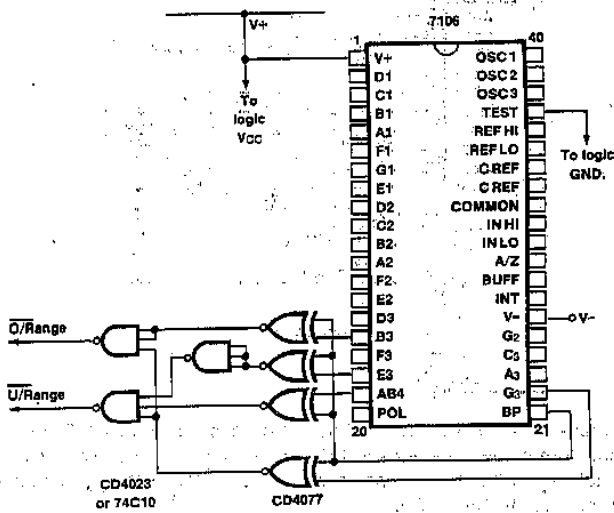 V+
7106
1
40
To
logic
VCC
V+
D1
C1
B1
A1
F1
G1
E1
D2
C2
B2
A2
F2
E2
D3
B3
F3
E3
AB4
POL
20
OSC1
OSC2
OSC3
TEST
REF HI
REF LO
C REF
C REF
COMMON
IN HI
IN LO
A/Z
BUFF
INT
V-
G2
C3
A3
G3
BP
21
To logic
GND.
V-
O/Range
U/Range
CD4023
or 74C10
CD4077